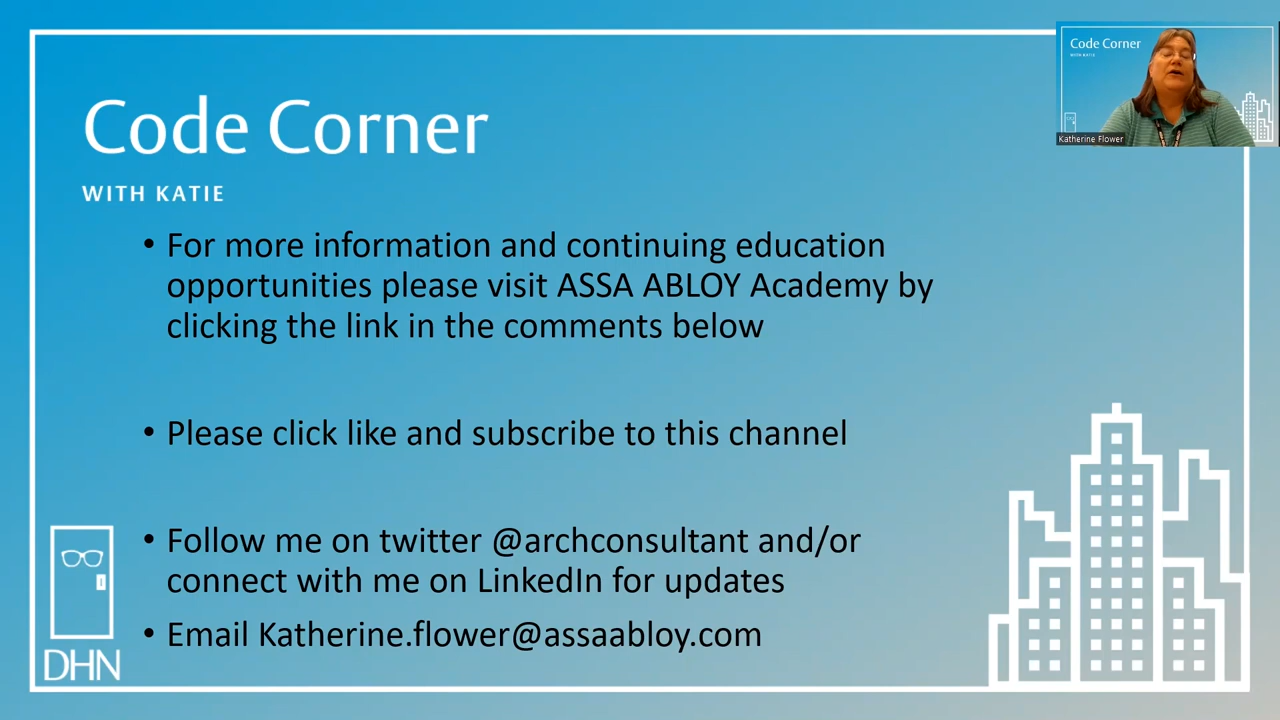 Code Corner
WITH KATIE
• For more information and continuing education
opportunities please visit ASSA ABLOY Academy by
clicking the link in the comments below
• Please click like and subscribe to this channel
• Follow me on twitter @archconsultant and/or
connect with me on LinkedIn for updates
• Email Katherine.flower@assaabloy.com
DHN
Code Corner
WITH KATIE
Katherine Flower